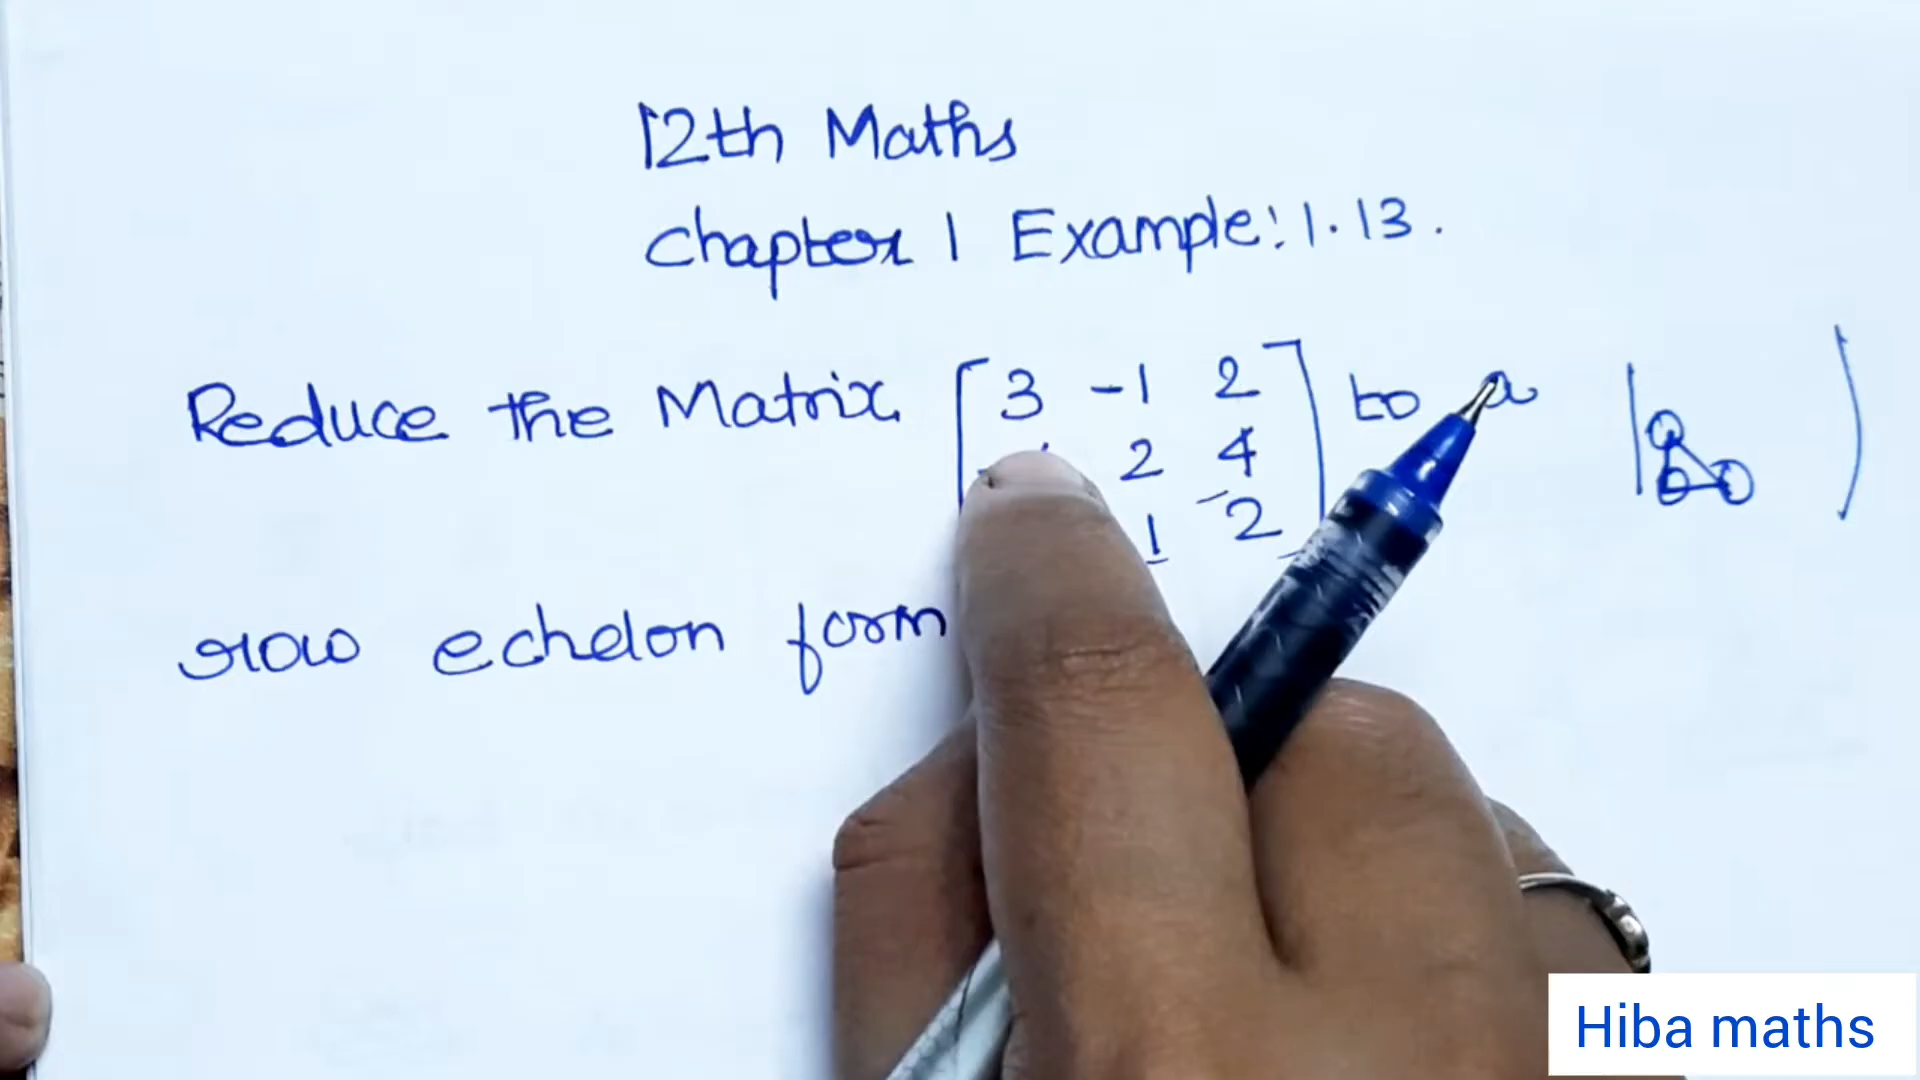 12th Maths
Chapter 1 Example: 1.13.
Reduce the Matrix [3 -1 2] to a
2 4
1 -2
row echelon form
Hiba maths